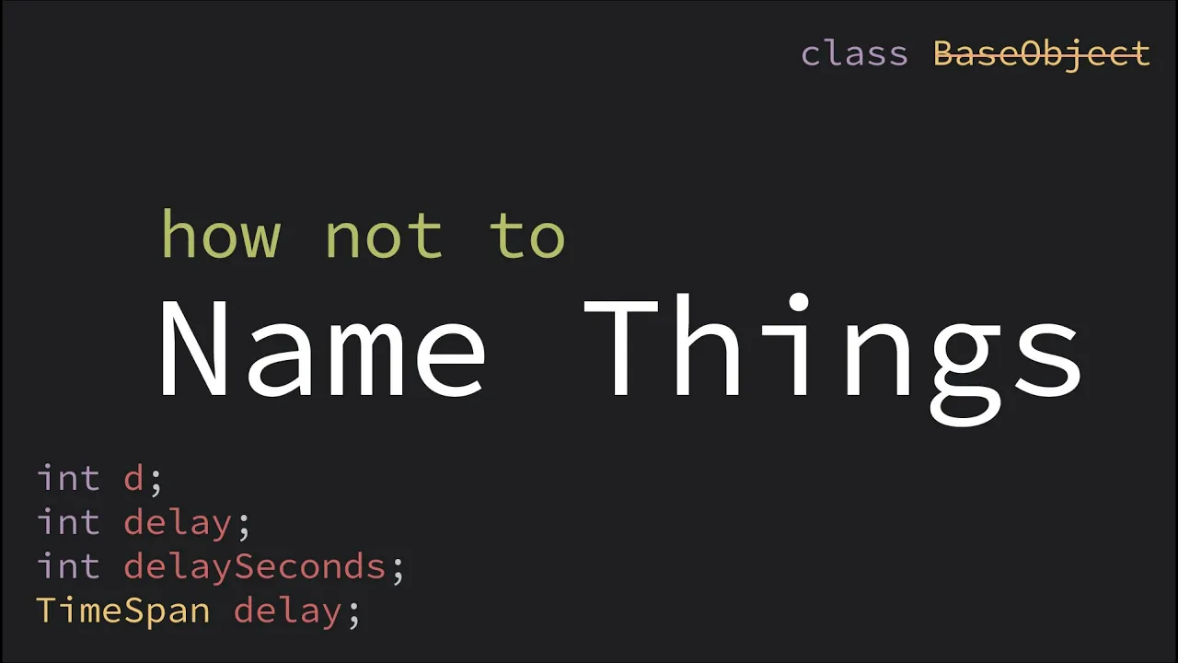 class BaseObject
how not to
Name Things
int d;
int delay;
int delaySeconds;
TimeSpan delay;